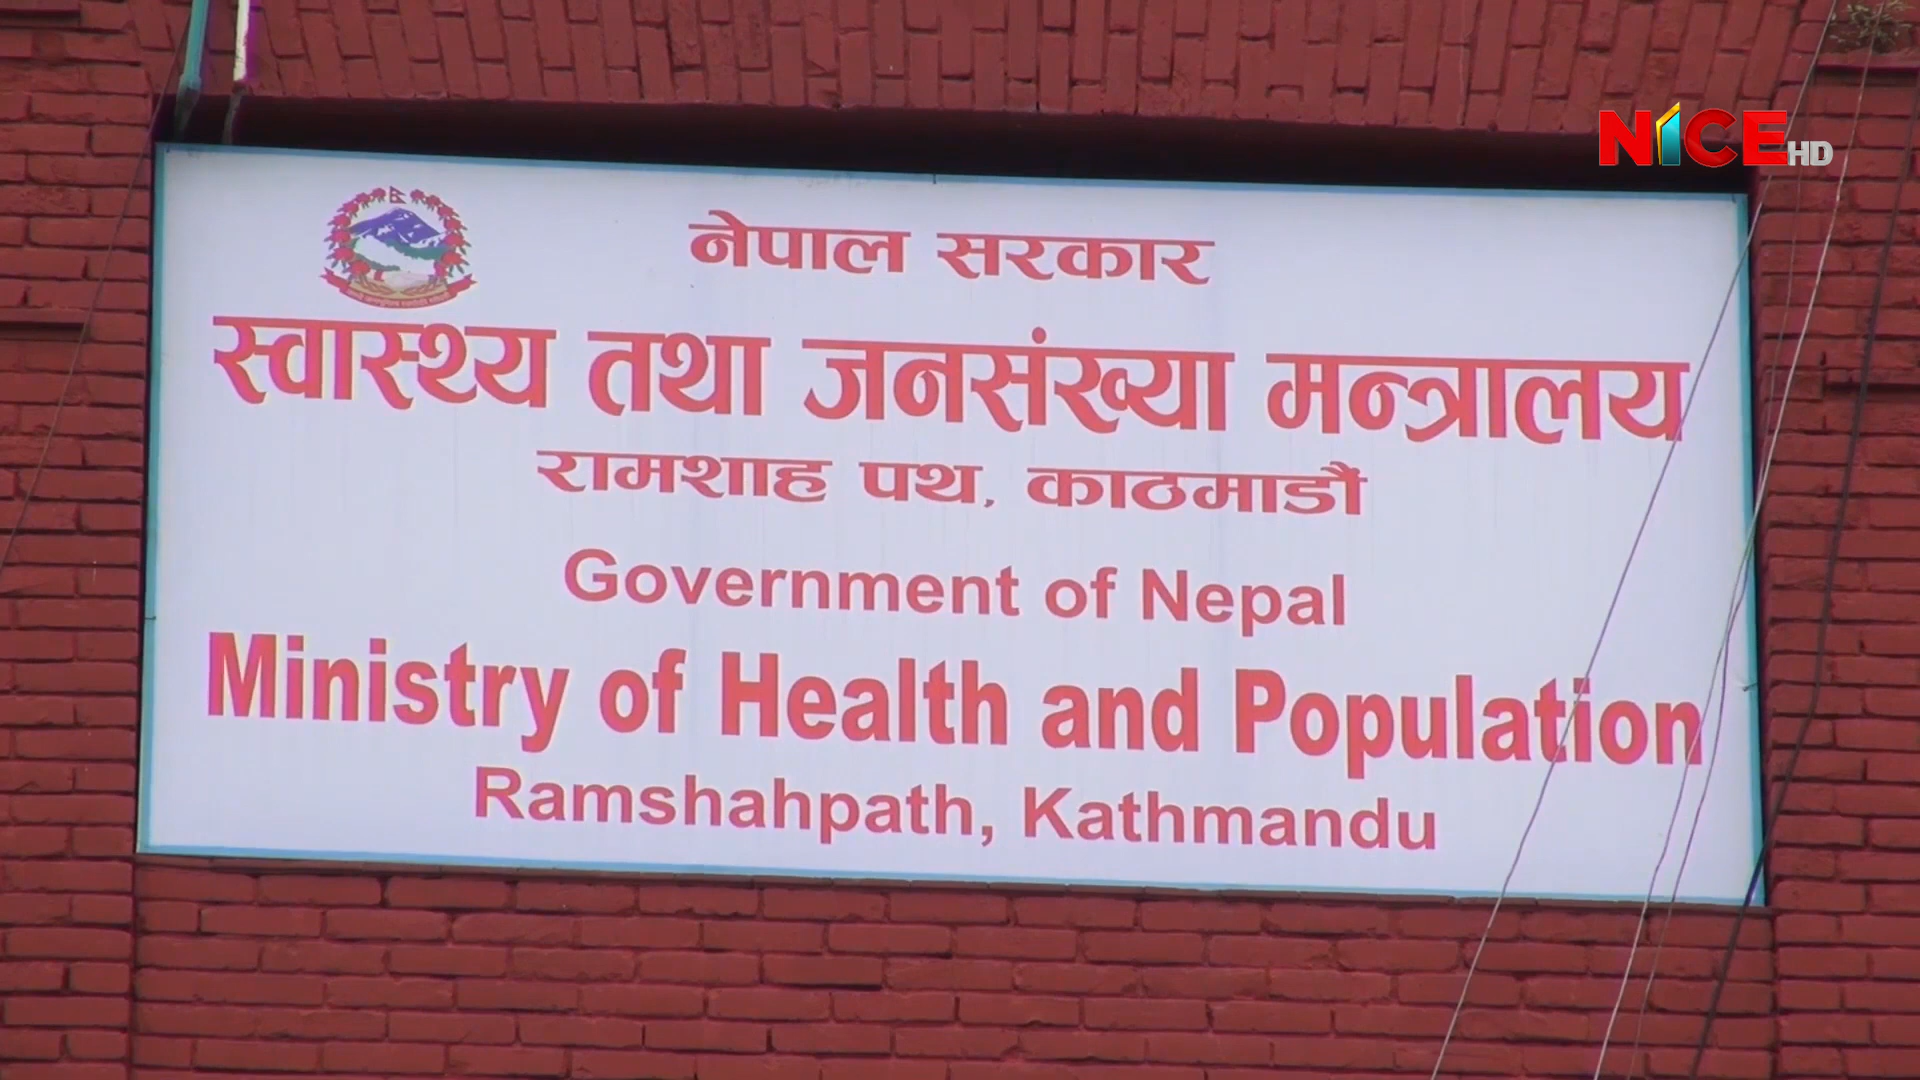 NICE HD
नेपाल सरकार
स्वास्थ्य तथा जनसंख्या मन्त्रालय
रामशाह पथ, काठमाडौं
Government of Nepal
Ministry of Health and Population
Ramshahpath, Kathmandu